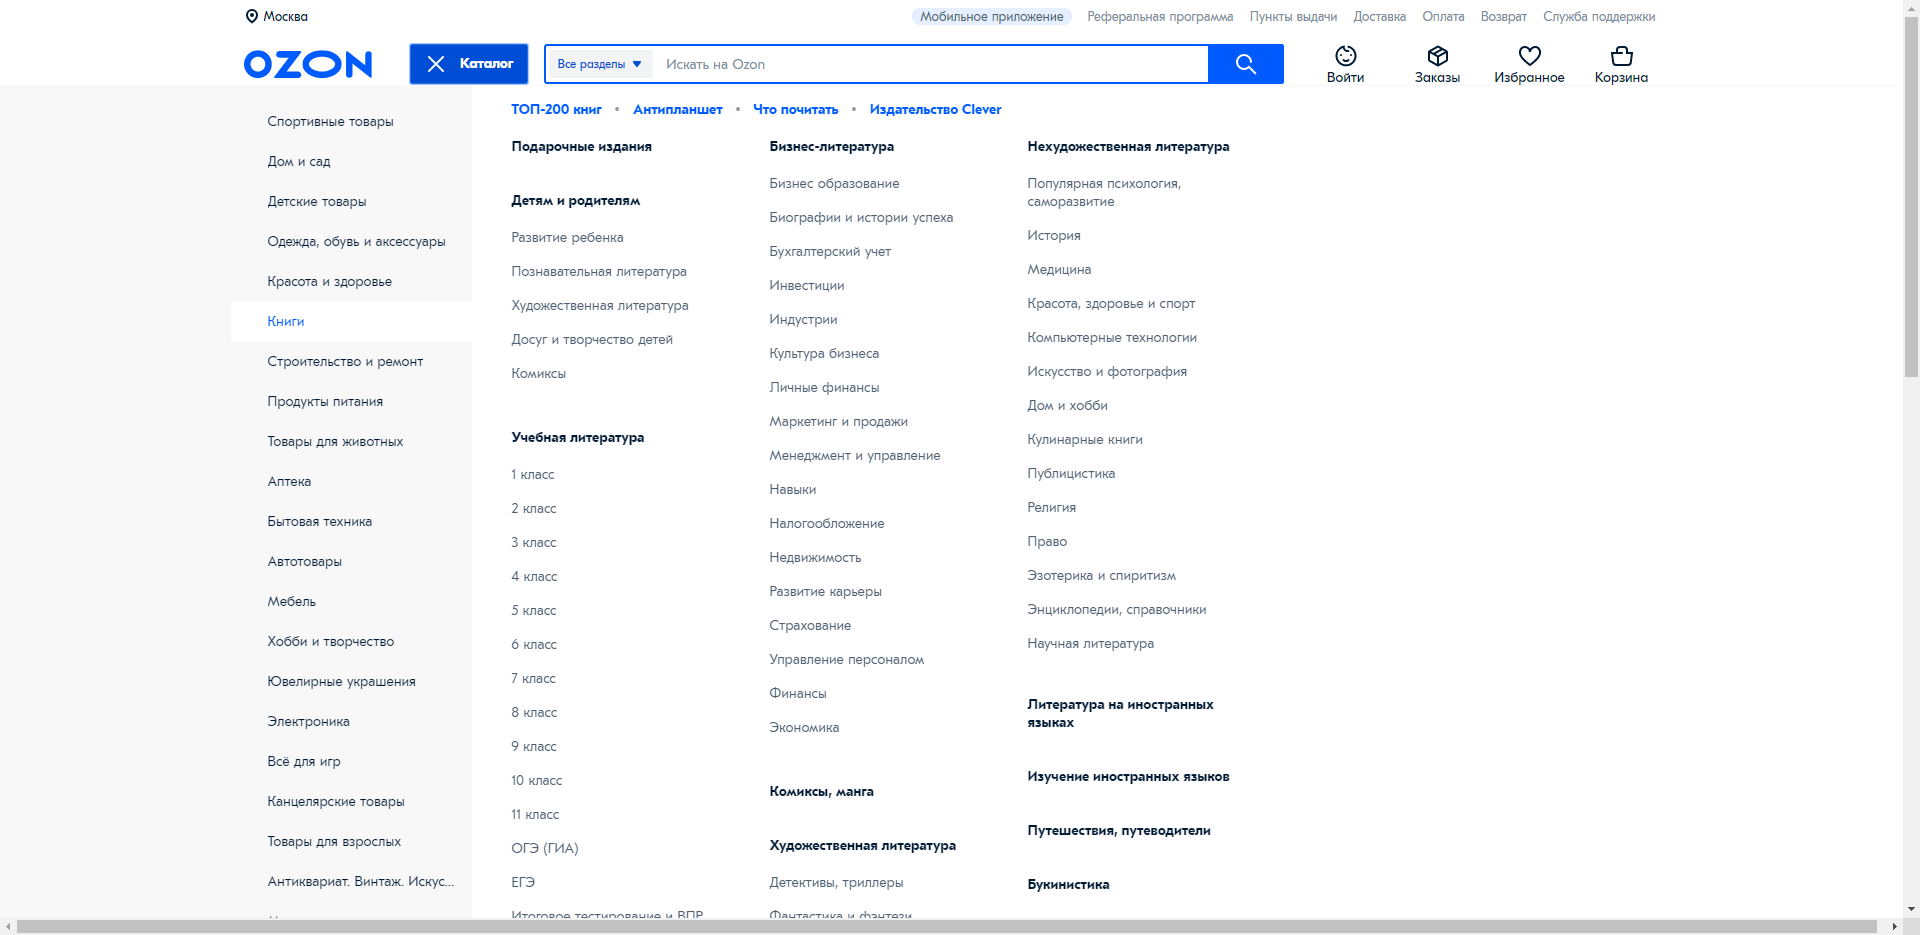 Москва
Мобильное приложение
Реферальная программа
Пункты выдачи
Доставка
Оплата
Возврат
Служба поддержки
OZON
Каталог
Все разделы
Искать на Ozon
Войти
Заказы
Избранное
Корзина
Спортивные товары
Дом и сад
Детские товары
Одежда, обувь и аксессуары
Красота и здоровье
Книги
Строительство и ремонт
Продукты питания
Товары для животных
Аптека
Бытовая техника
Автотовары
Мебель
Хобби и творчество
Ювелирные украшения
Электроника
Всё для игр
Канцелярские товары
Товары для взрослых
Антиквариат. Винтаж. Искус...
ТОП-200 книг • Антипланшет • Что почитать • Издательство Clever
Подарочные издания
Детям и родителям
Развитие ребенка
Познавательная литература
Художественная литература
Досуг и творчество детей
Комиксы
Учебная литература
1 класс
2 класс
3 класс
4 класс
5 класс
6 класс
7 класс
8 класс
9 класс
10 класс
11 класс
ОГЭ (ГИА)
ЕГЭ
Итоговое тестирование и ВПР
Бизнес-литература
Бизнес образование
Биографии и истории успеха
Бухгалтерский учет
Инвестиции
Индустрии
Культура бизнеса
Личные финансы
Маркетинг и продажи
Менеджмент и управление
Навыки
Налогообложение
Недвижимость
Развитие карьеры
Страхование
Управление персоналом
Финансы
Экономика
Комиксы, манга
Художественная литература
Детективы, триллеры
Фантастика и фэнтези
Нехудожественная литература
Популярная психология,
саморазвитие
История
Медицина
Красота, здоровье и спорт
Компьютерные технологии
Искусство и фотография
Дом и хобби
Кулинарные книги
Публицистика
Религия
Право
Эзотерика и спиритизм
Энциклопедии, справочники
Научная литература
Литература на иностранных
языках
Изучение иностранных языков
Путешествия, путеводители
Букинистика